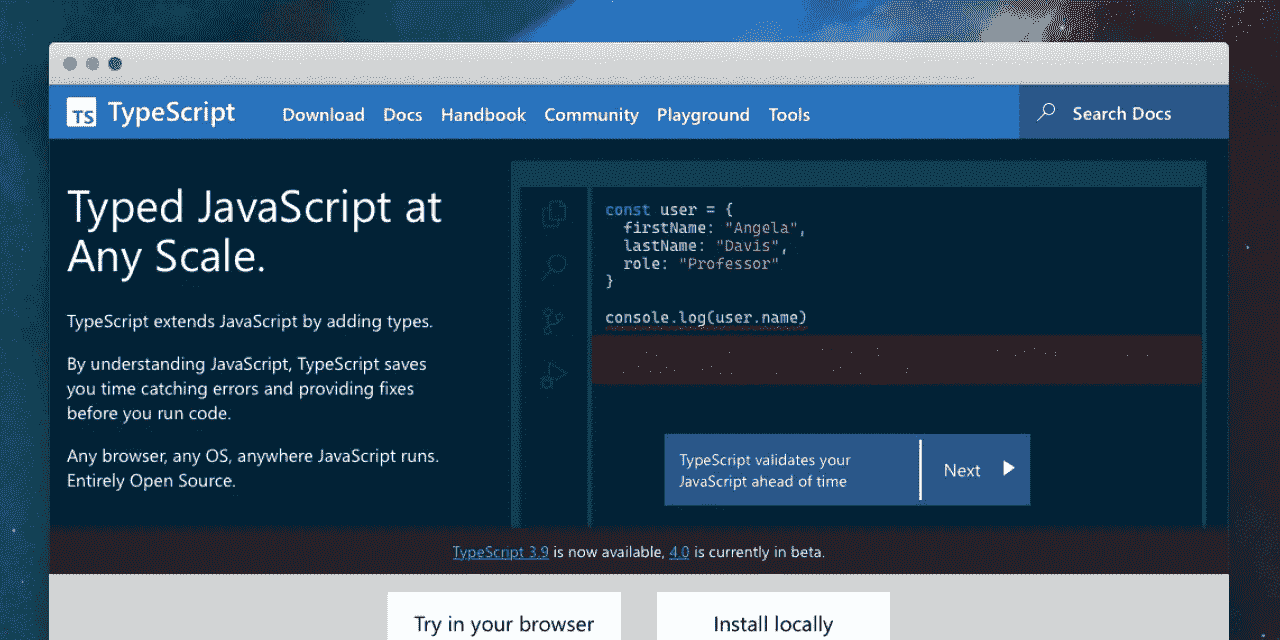 TS TypeScript Download Docs Handbook Community Playground Tools Search Docs
Typed JavaScript at
Any Scale.
TypeScript extends JavaScript by adding types.
By understanding JavaScript, TypeScript saves
you time catching errors and providing fixes
before you run code.
Any browser, any OS, anywhere JavaScript runs.
Entirely Open Source.
const user = {
firstName: "Angela",
lastName: "Davis",
role: "Professor"
}
console.log(user.name)
TypeScript validates your
JavaScript ahead of time
Next
TypeScript 3.9 is now available, 4.0 is currently in beta.
Try in your browser
Install locally